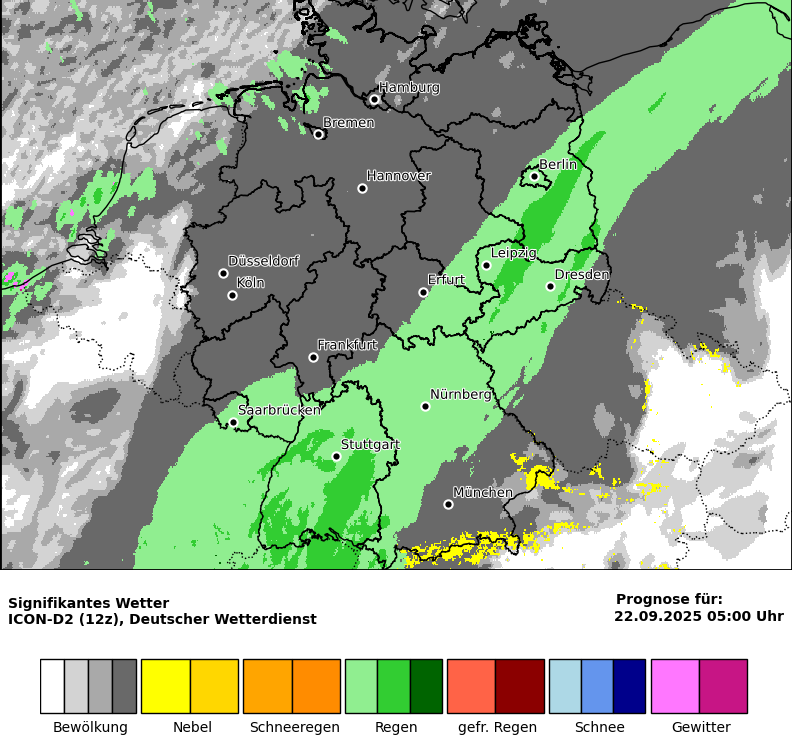 Hamburg
Bremen
Berlin
Hannover
Leipzig
Düsseldorf
Dresden
Köln
Erfurt
Frankfurt
Nürnberg
Saarbrücken
Stuttgart
München
Signifikantes Wetter
ICON-D2 (12z), Deutscher Wetterdienst
Prognose für:
22.09.2025 05:00 Uhr
Bewölkung
Nebel
Schneeregen
Regen
gefr. Regen
Schnee
Gewitter